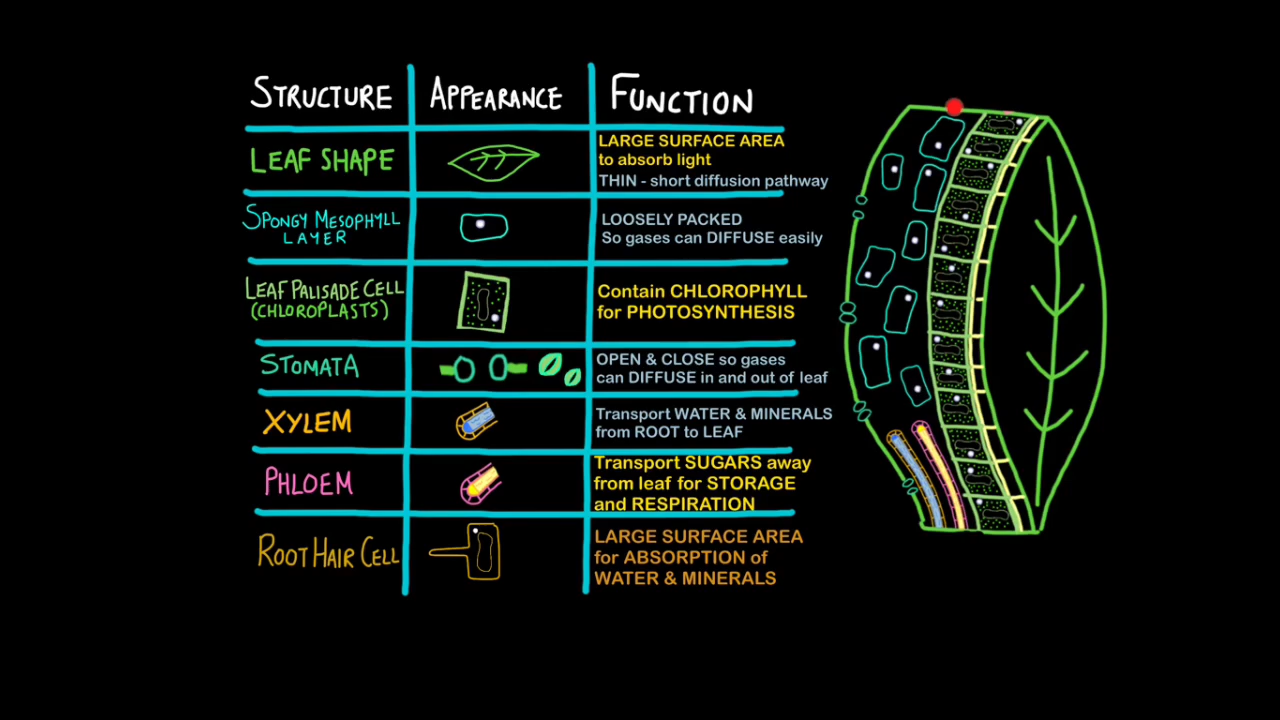 STRUCTURE APPEARANCE FUNCTION
LEAF SHAPE
LARGE SURFACE AREA
to absorb light
THIN - short diffusion pathway
SPONGY MESOPHYLL
LAYER
LOOSELY PACKED
So gases can DIFFUSE easily
LEAF PALISADE CELL
(CHLOROPLASTS)
Contain CHLOROPHYLL
for PHOTOSYNTHESIS
STOMATA
OPEN & CLOSE so gases
can DIFFUSE in and out of leaf
XYLEM
Transport WATER & MINERALS
from ROOT to LEAF
PHLOEM
Transport SUGARS away
from leaf for STORAGE
and RESPIRATION
ROOT HAIR CELL
LARGE SURFACE AREA
for ABSORPTION of
WATER & MINERALS